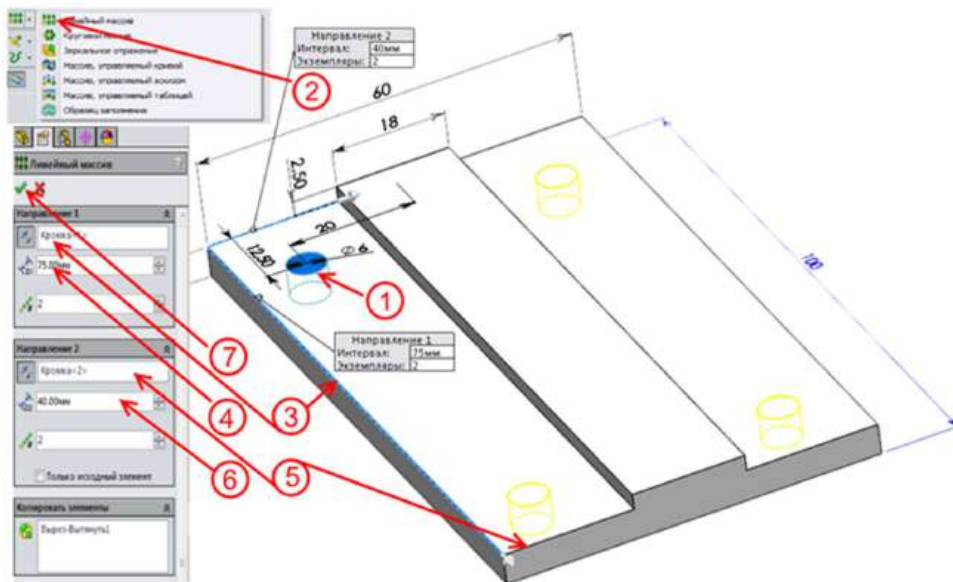 Линейный массив
Круговой массив
Зеркальное отражение
Массив, управляемый кривой
Массив, управляемый эскизом
Массив, управляемый таблицей
Образец заполнения
2
Направление 2
Интервал: 40мм
Экземпляры: 2
60
18
2.50
20
12.50
∅ 6
100
1
Линейный массив ?
Направление 1
Кромка<1>
75.00мм
2
Направление 1
Интервал: 75мм
Экземпляры: 2
7
Направление 2
Кромка<2>
40.00мм
2
4
3
6
5
Только исходный элемент
Копировать элементы
Вырез-Вытянуть1